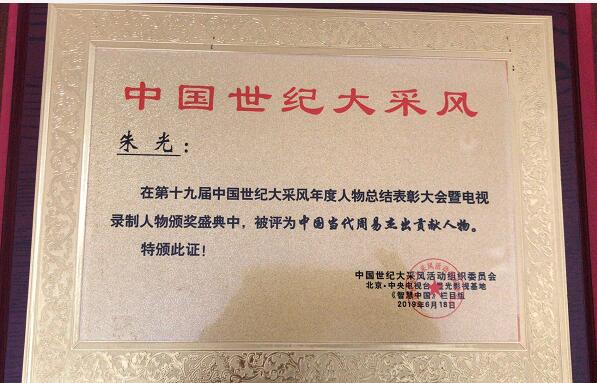 中国世纪大采风
朱光：
在第十九届中国世纪大采风年度人物总结表彰大会暨电视
录制人物颁奖盛典中，被评为中国当代周易杰出贡献人物。
特颁此证！
中国世纪大采风活动组织委员会
北京·中央电视台 星光影视基地
《智慧中国》栏目组
2019年6月18日